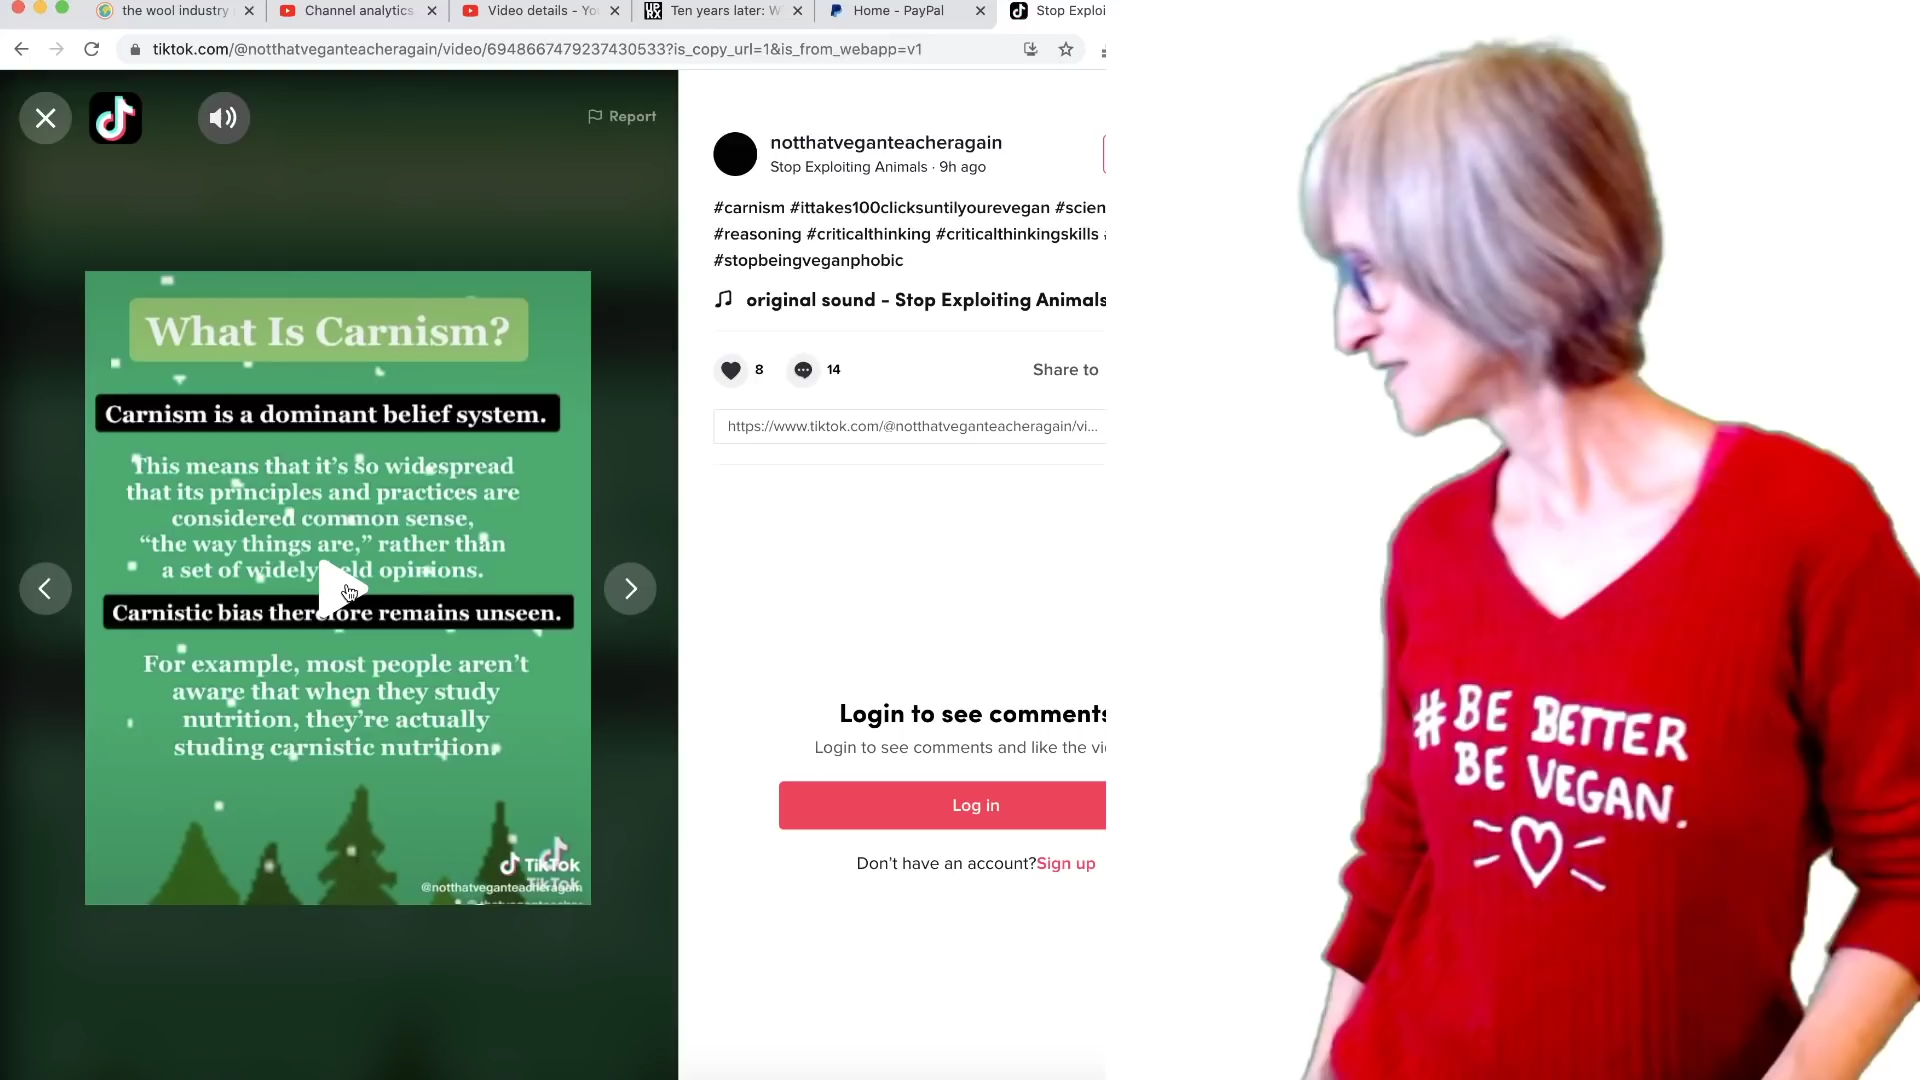 the wool industry
Channel analytics
Video details - Yo
Ten years later: W
Home - PayPal
Stop Exploi
tiktok.com/@notthatveganteacheragain/video/6948667479237430533?is_copy_url=1&is_from_webapp=v1
Report
What Is Carnism?
Carnism is a dominant belief system.
This means that it's so widespread
that its principles and practices are
considered common sense,
"the way things are," rather than
a set of widely held opinions.
Carnistic bias therefore remains unseen.
For example, most people aren't
aware that when they study
nutrition, they're actually
studing carnistic nutrition.
TikTok
TikTok
@notthatveganteacheragain
notthatveganteacheragain
Stop Exploiting Animals · 9h ago
#carnism #ittakes100clicksuntilyourevegan #scien
#reasoning #criticalthinking #criticalthinkingskills #
#stopbeingveganphobic
original sound - Stop Exploiting Animals
8
14
Share to
https://www.tiktok.com/@notthatveganteacheragain/vi...
Login to see comments
Login to see comments and like the vi
Log in
Don't have an account? Sign up
#BE BETTER
BE VEGAN.